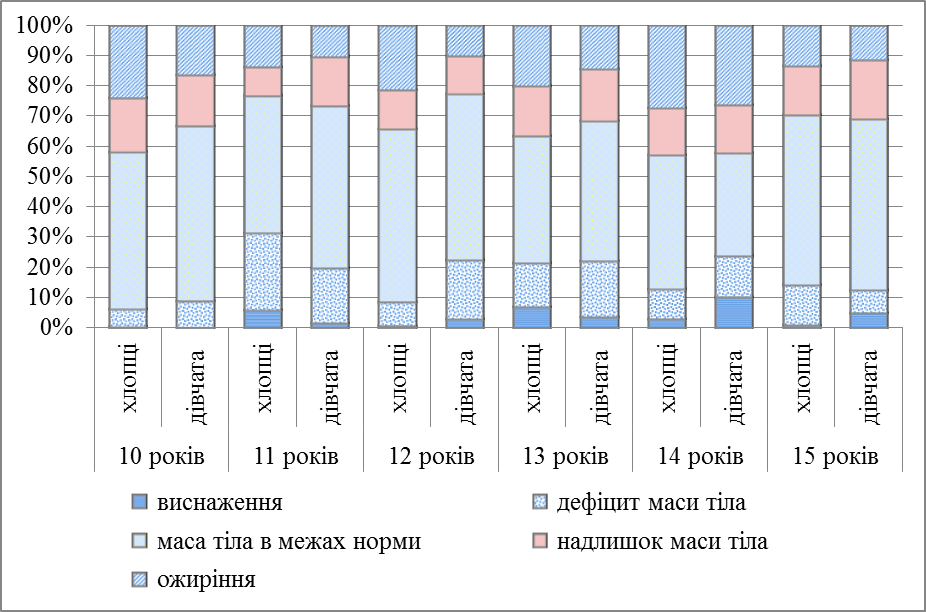 100%
90%
80%
70%
60%
50%
40%
30%
20%
10%
0%
хлопці
дівчата
хлопці
дівчата
хлопці
дівчата
хлопці
дівчата
хлопці
дівчата
хлопці
дівчата
10 років 11 років 12 років 13 років 14 років 15 років
виснаження дефіцит маси тіла
маса тіла в межах норми надлишок маси тіла
ожиріння